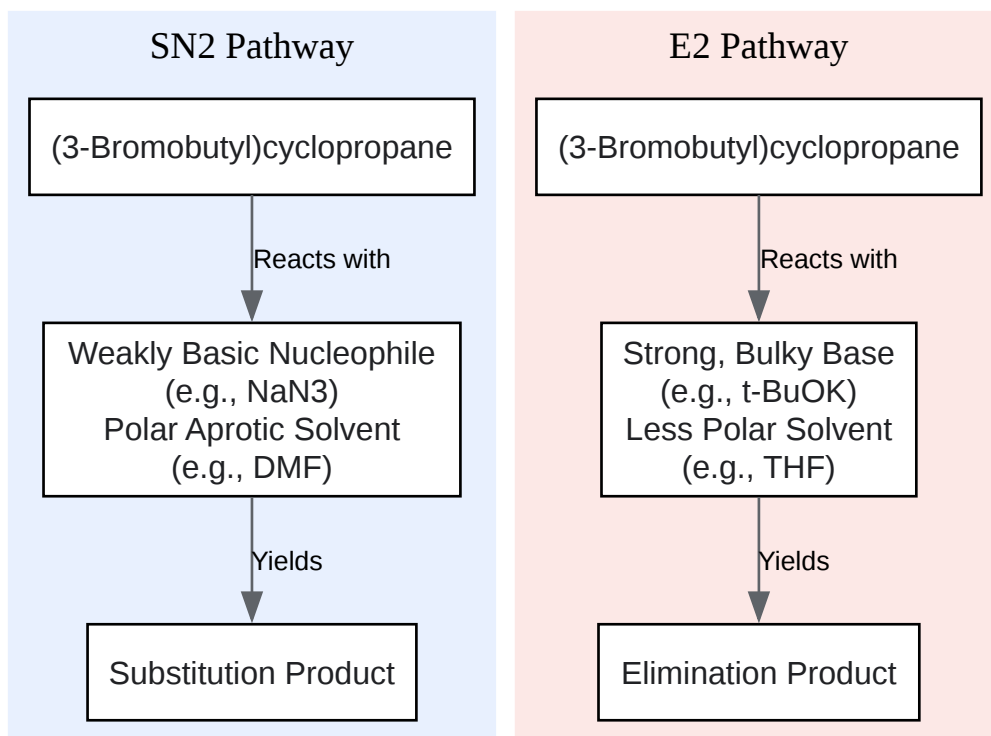 SN2 Pathway
(3-Bromobutyl)cyclopropane
Reacts with
Weakly Basic Nucleophile
(e.g., NaN3)
Polar Aprotic Solvent
(e.g., DMF)
Yields
Substitution Product
E2 Pathway
(3-Bromobutyl)cyclopropane
Reacts with
Strong, Bulky Base
(e.g., t-BuOK)
Less Polar Solvent
(e.g., THF)
Yields
Elimination Product